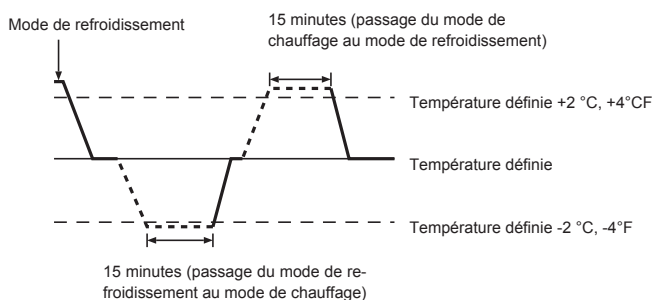 Mode de refroidissement
15 minutes (passage du mode de
chauffage au mode de refroidissement)
Température définie +2 °C, +4°CF
Température définie
Température définie -2 °C, -4°F
15 minutes (passage du mode de re-
froidissement au mode de chauffage)